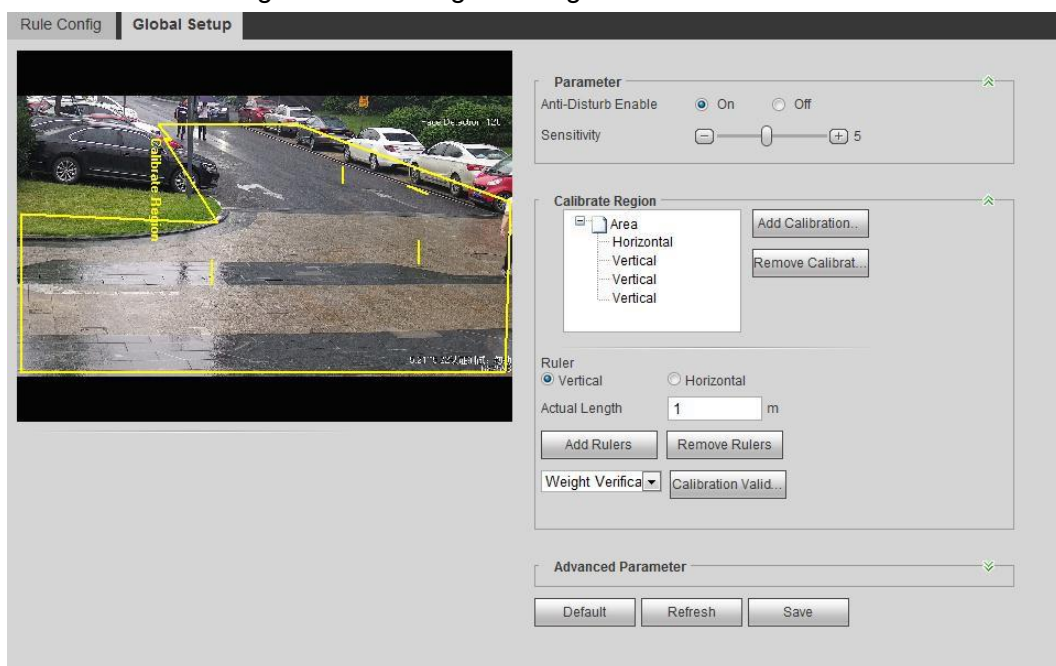 Rule Config Global Setup
Calibrate Region
Parameter
Anti-Disturb Enable On Off
Sensitivity 5
Calibrate Region
Area
Horizontal
Vertical
Vertical
Vertical
Add Calibration..
Remove Calibrat...
Ruler
Vertical Horizontal
Actual Length 1 m
Add Rulers Remove Rulers
Weight Verifica Calibration Valid...
Advanced Parameter
Default Refresh Save